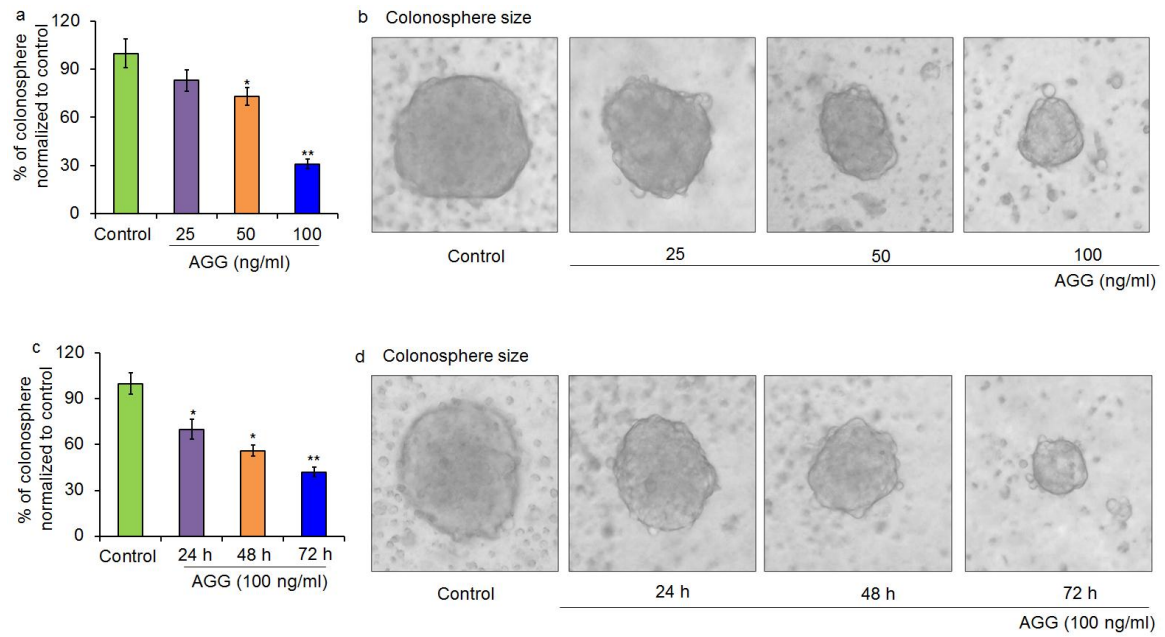 a
120
90
60
30
0
% of colonosphere
normalized to control
*
**
Control 25 50 100
AGG (ng/ml)
b Colonosphere size
Control 25 50 100
AGG (ng/ml)
c
120
90
60
30
0
% of colonosphere
normalized to control
*
*
**
Control 24 h 48 h 72 h
AGG (100 ng/ml)
d Colonosphere size
Control 24 h 48 h 72 h
AGG (100 ng/ml)